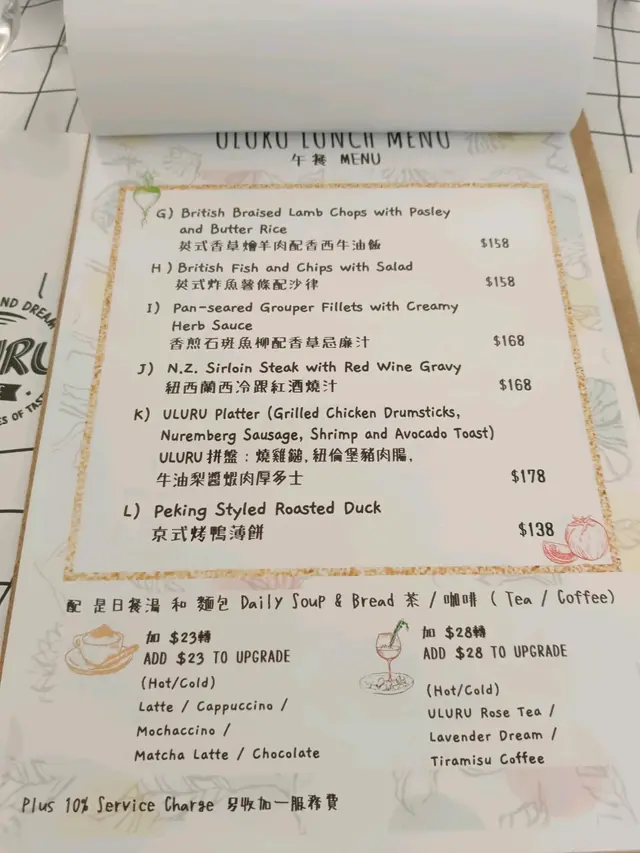 ULURU LUNCH MENU
午餐 MENU
G) British Braised Lamb Chops with Pasley
and Butter Rice
英式香草燴羊肉配香西牛油飯 $158
H) British Fish and Chips with Salad
英式炸魚薯條配沙律 $158
I) Pan-seared Grouper Fillets with Creamy
Herb Sauce
香煎石斑魚柳配香草忌廉汁 $168
J) N.Z. Sirloin Steak with Red Wine Gravy
紐西蘭西冷跟紅酒燒汁 $168
K) ULURU Platter (Grilled Chicken Drumsticks,
Nuremberg Sausage, Shrimp and Avocado Toast)
ULURU拼盤：燒雞鎚,紐倫堡豬肉腸,
牛油梨醬蝦肉厚多士 $178
L) Peking Styled Roasted Duck
京式烤鴨薄餅 $138
配 是日餐湯 和 麵包 Daily Soup & Bread 茶 / 咖啡 ( Tea / Coffee)
加 $23轉
ADD $23 TO UPGRADE
(Hot/Cold)
Latte / Cappuccino /
Mochaccino /
Matcha Latte / Chocolate
加 $28轉
ADD $28 TO UPGRADE
(Hot/Cold)
ULURU Rose Tea /
Lavender Dream /
Tiramisu Coffee
Plus 10% Service Charge 另收加一服務費